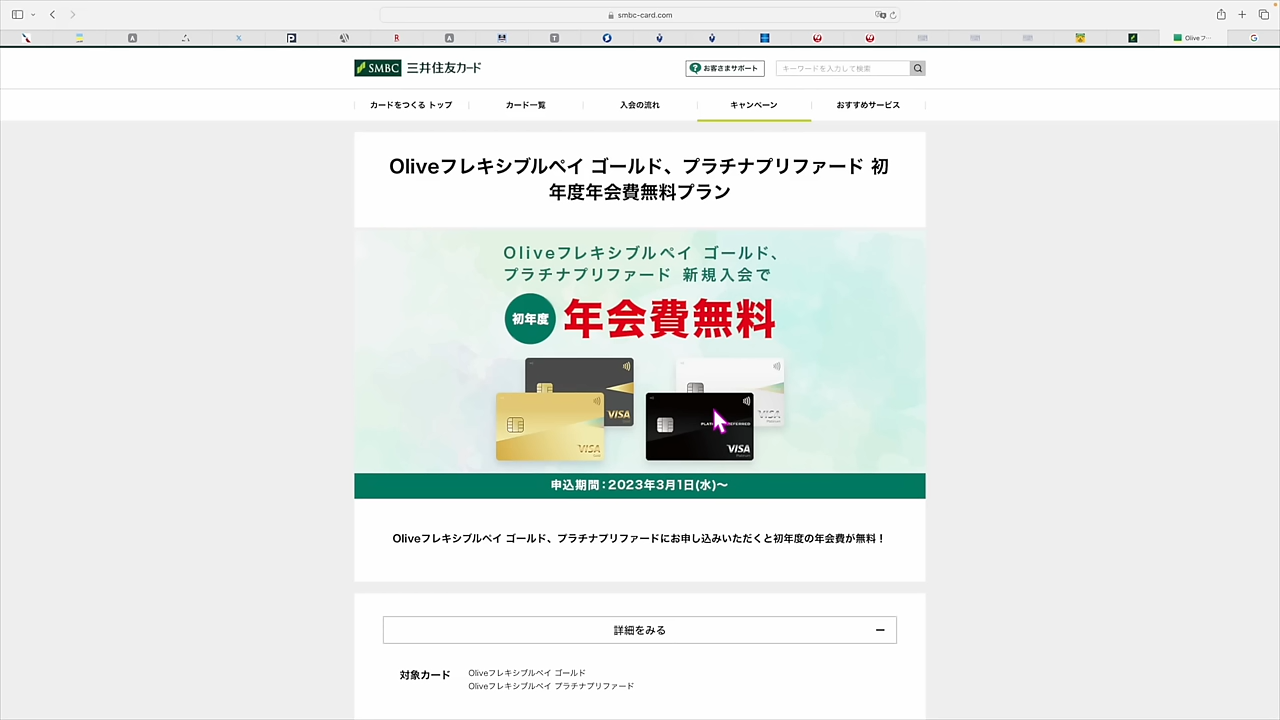 smbc-card.com
Oliveフ…
SMBC 三井住友カード
お客さまサポート
キーワードを入力して検索
カードをつくる トップ
カード一覧
入会の流れ
キャンペーン
おすすめサービス
Oliveフレキシブルペイ ゴールド、プラチナプリファード 初
年度年会費無料プラン
Oliveフレキシブルペイ ゴールド、
プラチナプリファード 新規入会で
初年度
年会費無料
VISA
VISA
VISA
VISA
申込期間：2023年3月1日(水)～
Oliveフレキシブルペイ ゴールド、プラチナプリファードにお申し込みいただくと初年度の年会費が無料！
詳細をみる
対象カード
Oliveフレキシブルペイ ゴールド
Oliveフレキシブルペイ プラチナプリファード